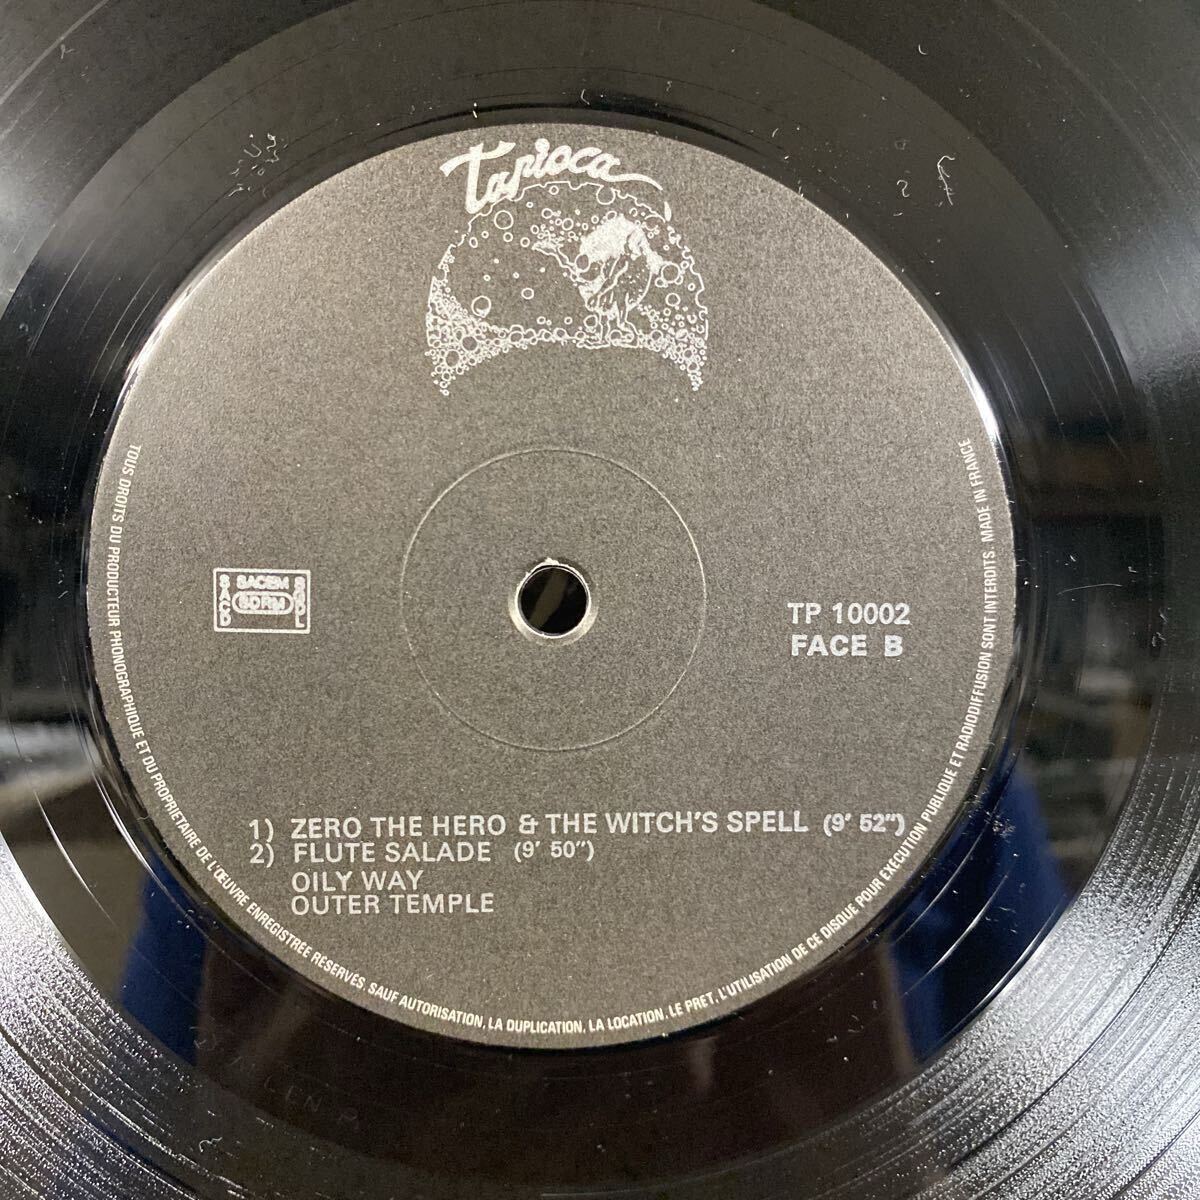 Tapioca
SACEM
SACD
SDRM
SGDL
TP 10002
FACE B
1) ZERO THE HERO & THE WITCH'S SPELL (9' 52")
2) FLUTE SALADE (9' 50")
OILY WAY
OUTER TEMPLE
TOUS DROITS DU PRODUCTEUR PHONOGRAPHIQUE ET DU PROPRIETAIRE DE L'ŒUVRE ENREGISTRÉE RESERVES. SAUF AUTORISATION, LA DUPLICATION, LA LOCATION, LE PRET, L'UTILISATION DE CE DISQUE POUR EXECUTION PUBLIQUE ET RADIODIFFUSION SONT INTERDITS. MADE IN FRANCE